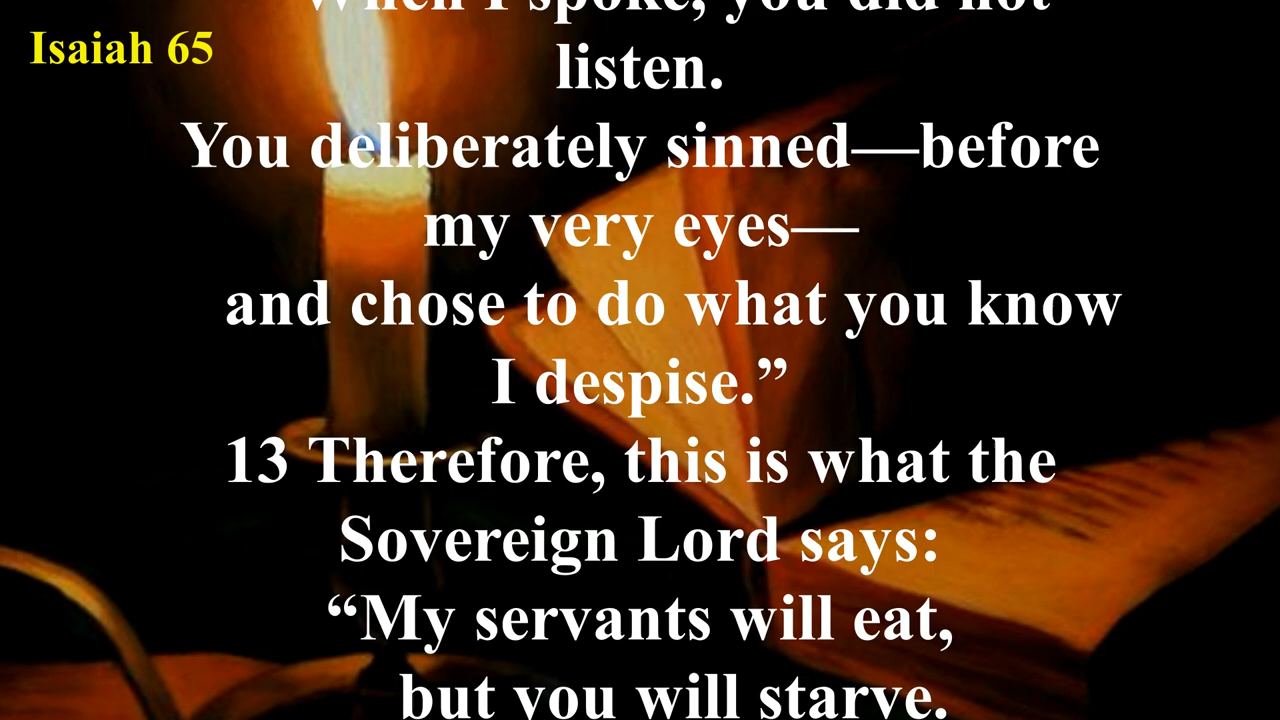 When I spoke, you did not
Isaiah 65
listen.
You deliberately sinned—before
my very eyes—
and chose to do what you know
I despise.”
13 Therefore, this is what the
Sovereign Lord says:
“My servants will eat,
but you will starve.